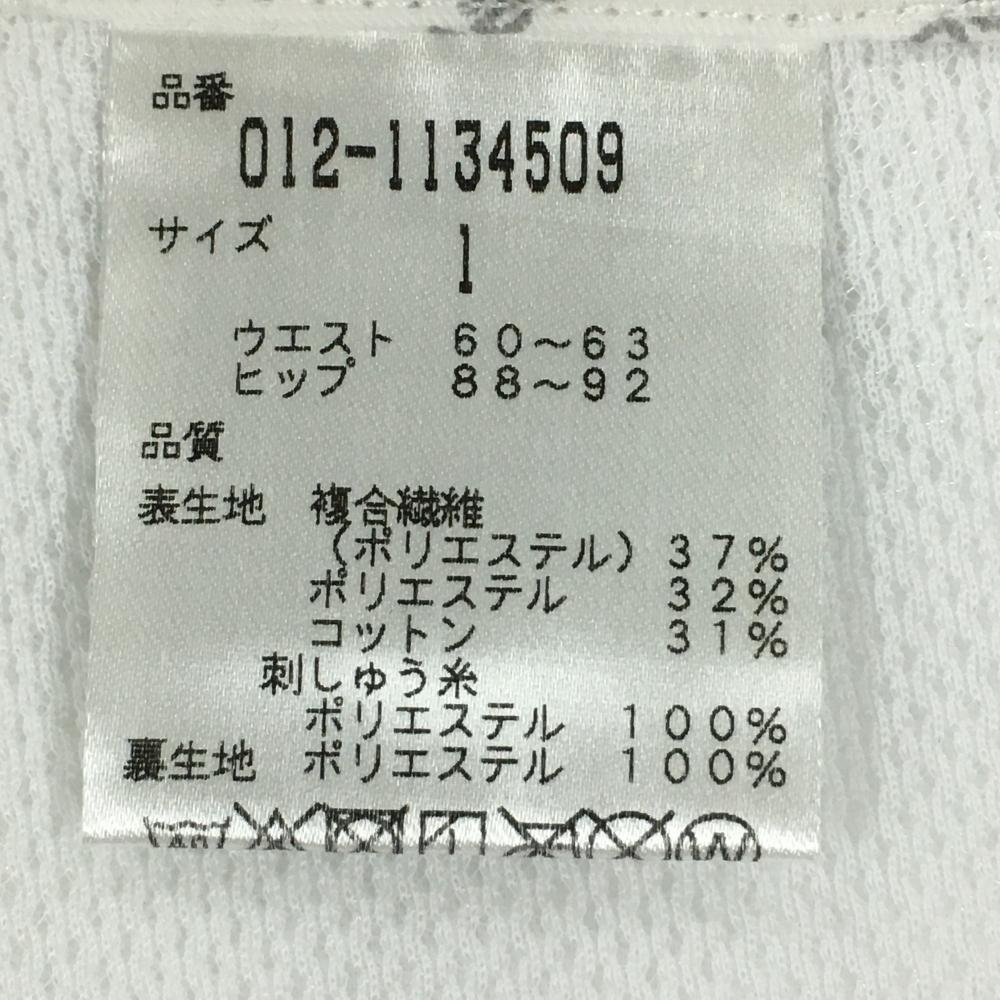 品番
012-1134509
サイズ
1
ウエスト 60~63
ヒップ 88~92
品質
表生地 複合繊維
(ポリエステル) 37%
ポリエステル 32%
コットン 31%
刺しゅう糸
ポリエステル 100%
裏生地 ポリエステル 100%